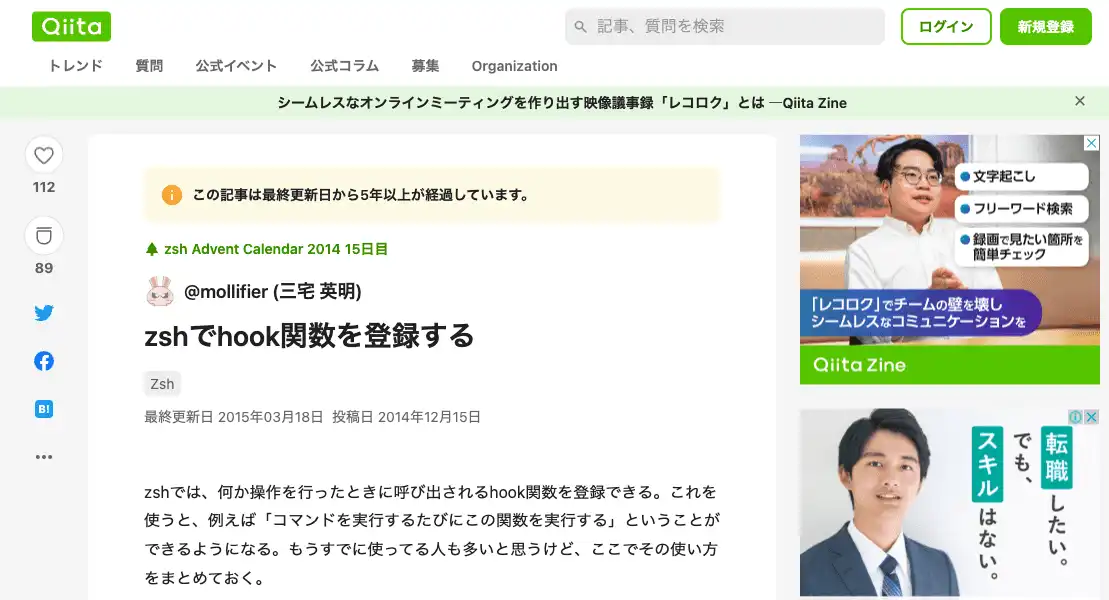 Qiita
記事、質問を検索
ログイン
新規登録
トレンド
質問
公式イベント
公式コラム
募集
Organization
シームレスなオンラインミーティングを作り出す映像議事録「レコロク」とは ―Qiita Zine
112
89
B!
この記事は最終更新日から5年以上が経過しています。
zsh Advent Calendar 2014 15日目
@mollifier (三宅 英明)
zshでhook関数を登録する
Zsh
最終更新日 2015年03月18日 投稿日 2014年12月15日
zshでは、何か操作を行ったときに呼び出されるhook関数を登録できる。これを
使うと、例えば「コマンドを実行するたびにこの関数を実行する」ということが
できるようになる。もうすでに使ってる人も多いと思うけど、ここでその使い方
をまとめておく。
文字起こし
フリーワード検索
録画で見たい箇所を
簡単チェック
「レコロク」でチームの壁を壊し
シームレスなコミュニケーションを
Qiita Zine
転職したい。
でも、
スキルはない。